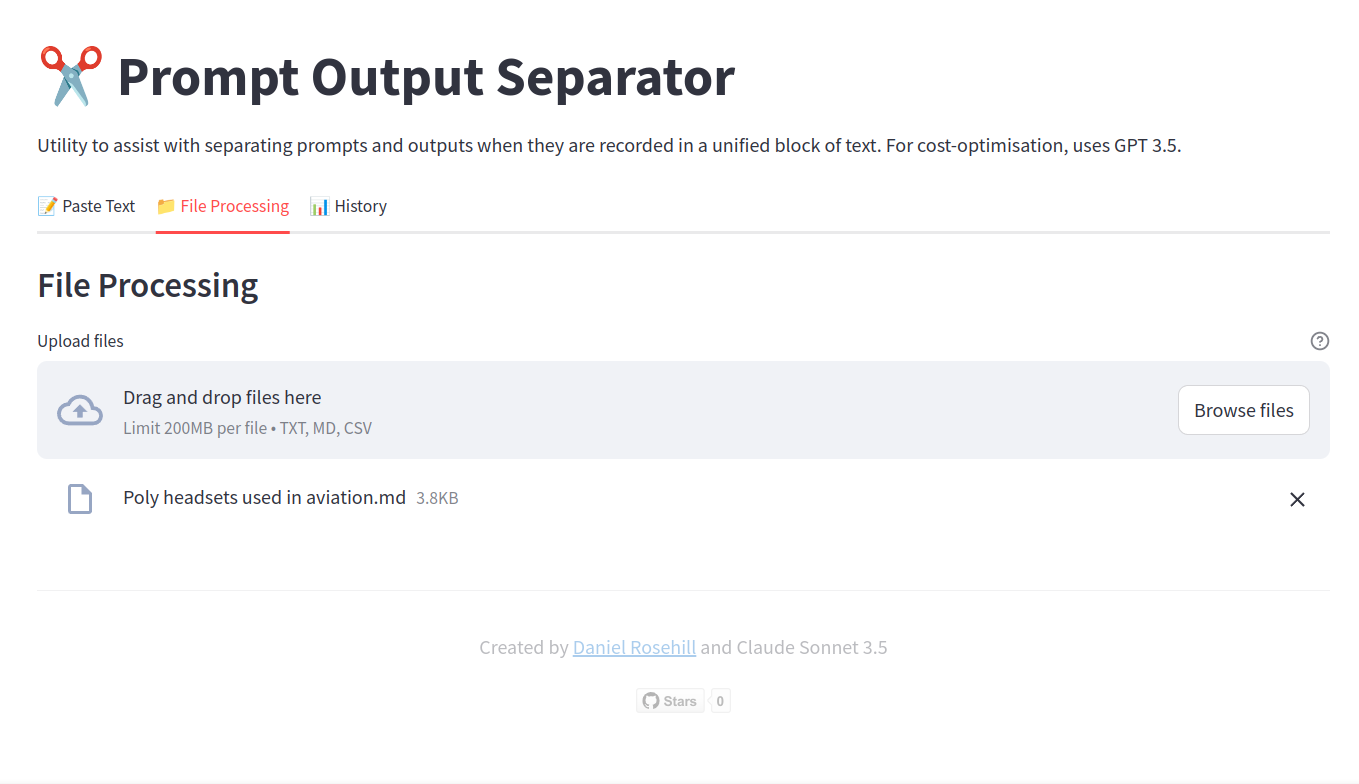 Prompt Output Separator
Utility to assist with separating prompts and outputs when they are recorded in a unified block of text. For cost-optimisation, uses GPT 3.5.
Paste Text File Processing History
File Processing
Upload files
Drag and drop files here
Limit 200MB per file • TXT, MD, CSV
Browse files
Poly headsets used in aviation.md 3.8KB
Created by Daniel Rosehill and Claude Sonnet 3.5
Stars 0